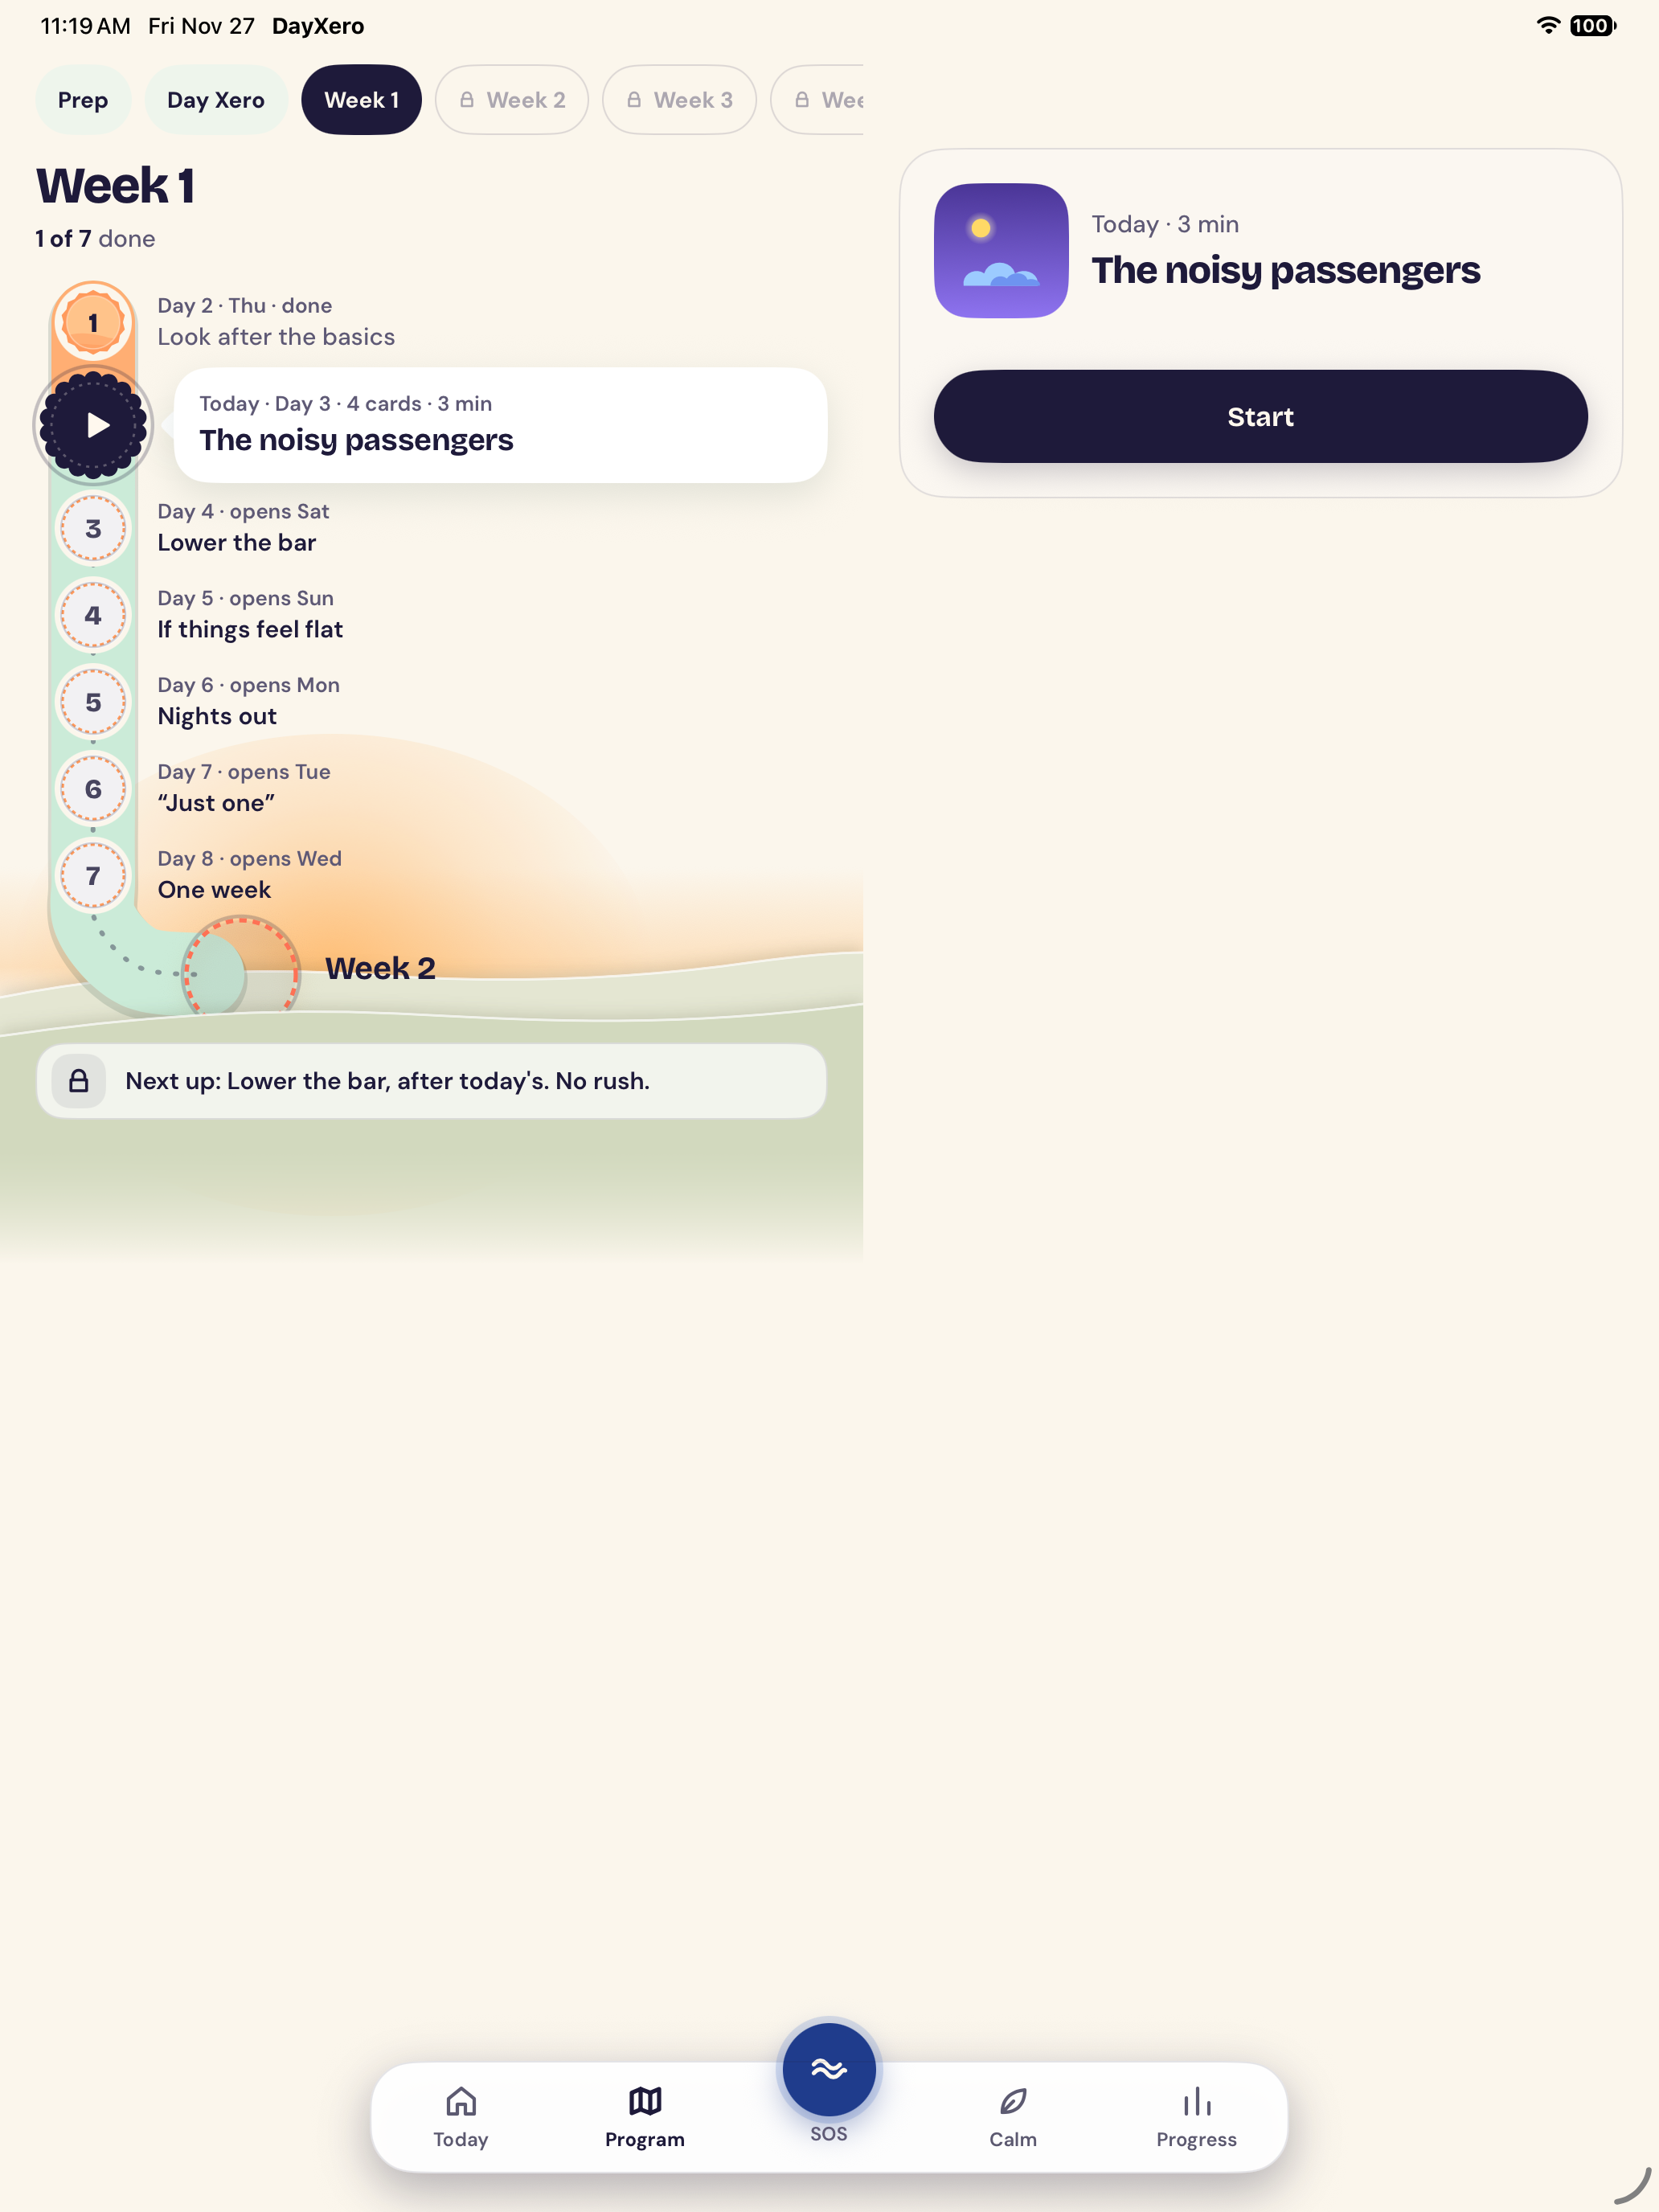 11:19 AM Fri Nov 27 DayXero
100
Prep
Day Xero
Week 1
Week 2
Week 3
Week 1
1 of 7 done
1
Day 2 · Thu · done
Look after the basics
Today · Day 3 · 4 cards · 3 min
The noisy passengers
3
Day 4 · opens Sat
Lower the bar
4
Day 5 · opens Sun
If things feel flat
5
Day 6 · opens Mon
Nights out
6
Day 7 · opens Tue
“Just one”
7
Day 8 · opens Wed
One week
Week 2
Next up: Lower the bar, after today's. No rush.
Today · 3 min
The noisy passengers
Start
Today
Program
SOS
Calm
Progress